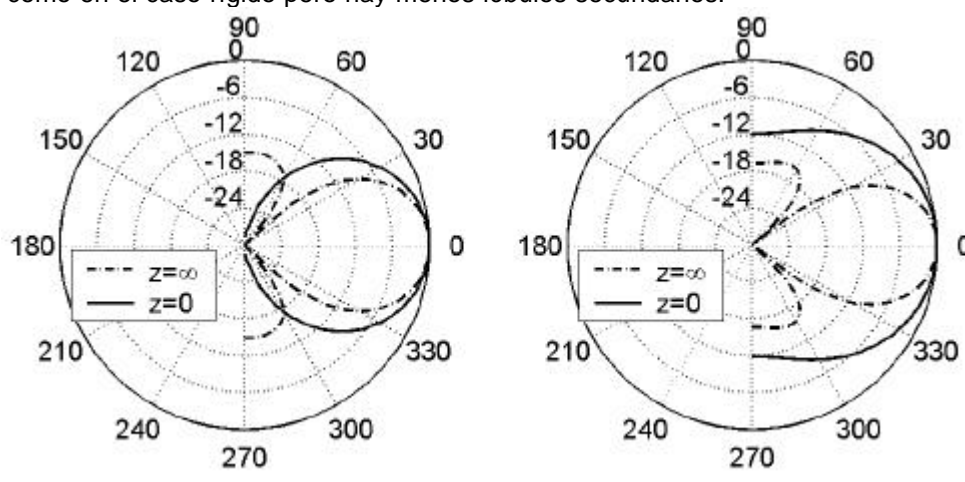 como en el caso rígido pero hay menos lóbulos secundarios.
90 90
0 0
120 60 120 60
-6 -6
-12 -12
150 30 150 30
-18 -18
-24 -24
180 0 180 0
z=∞ z=∞
z=0 z=0
210 330 210 330
240 300 240 300
270 270